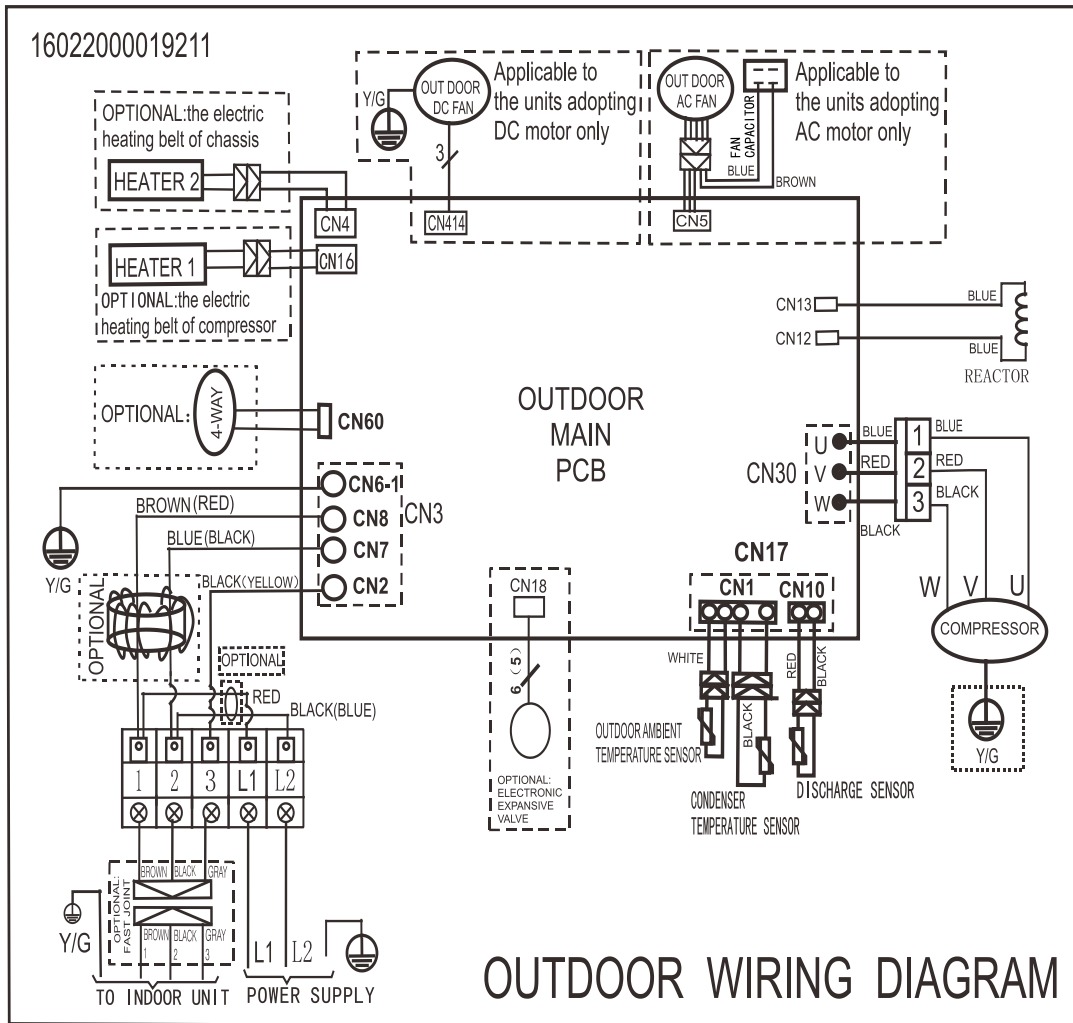 16022000019211
OPTIONAL:the electric
heating belt of chassis
HEATER 2
HEATER 1
OPTIONAL:the electric
heating belt of compressor
Y/G
OUT DOOR
DC FAN
3
Applicable to
the units adopting
DC motor only
OUT DOOR
AC FAN
FAN
CAPACITOR
BLUE
BROWN
Applicable to
the units adopting
AC motor only
CN4
CN16
CN414
CN5
CN13
CN12
BLUE
BLUE
REACTOR
OPTIONAL:
4-WAY
CN60
OUTDOOR
MAIN
PCB
CN6-1
CN8
CN7
CN2
CN3
Y/G
BROWN(RED)
BLUE(BLACK)
BLACK(YELLOW)
OPTIONAL
OPTIONAL
RED
BLACK(BLUE)
CN30
U
V
W
BLUE
RED
BLACK
1
2
3
BLUE
RED
BLACK
W V U
COMPRESSOR
Y/G
CN18
6 (5)
OPTIONAL:
ELECTRONIC
EXPANSIVE
VALVE
CN17
CN1
CN10
WHITE
BLACK
RED
BLACK
OUTDOOR AMBIENT
TEMPERATURE SENSOR
CONDENSER
TEMPERATURE SENSOR
DISCHARGE SENSOR
1 2 3 L1 L2
OPTIONAL:
FAST JOINT
BROWN BLACK GRAY
BROWN BLACK GRAY
1 2 3
Y/G
L1 L2
TO INDOOR UNIT
POWER SUPPLY
OUTDOOR WIRING DIAGRAM